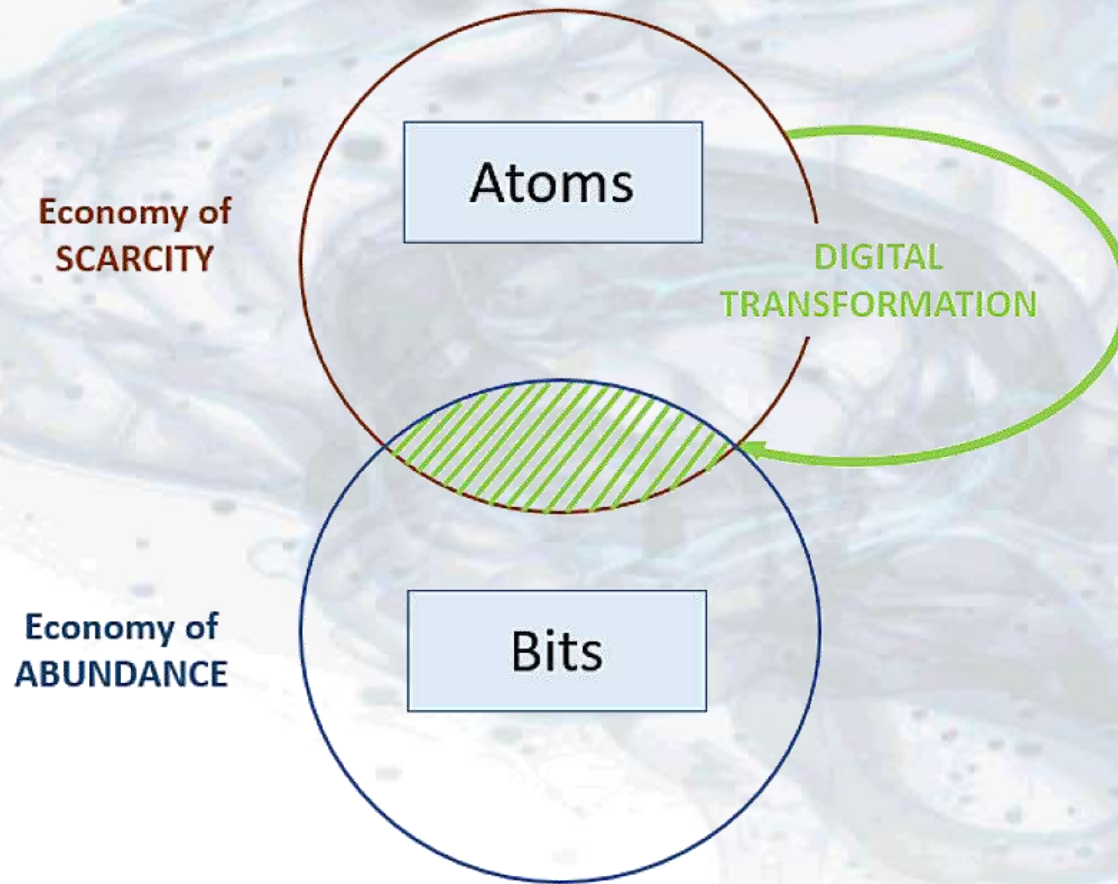 Atoms
Economy of
SCARCITY
DIGITAL
TRANSFORMATION
Economy of
ABUNDANCE
Bits